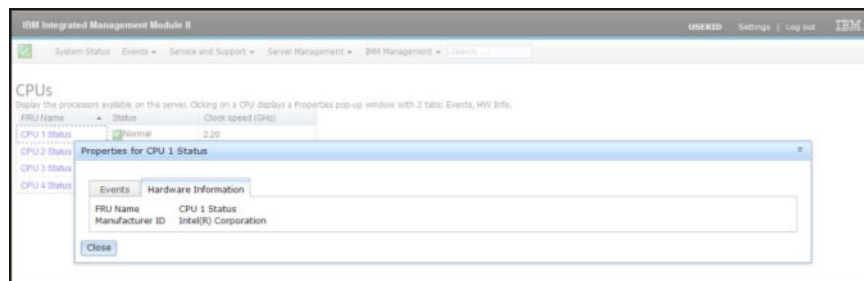 IBM Integrated Management Module II
USERID Settings | Log out IBM
System Status Events Service and Support Server Management IMM Management Search...
CPUs
Display the processors available on the server. Clicking on a CPU displays a Properties pop-up window with 2 tabs: Events, HW Info.
FRU Name Status Clock speed (GHz)
CPU 1 Status Normal 2.20
CPU 2 Status
Properties for CPU 1 Status x
CPU 3 Status
CPU 4 Status
Events Hardware Information
FRU Name CPU 1 Status
Manufacturer ID Intel(R) Corporation
Close